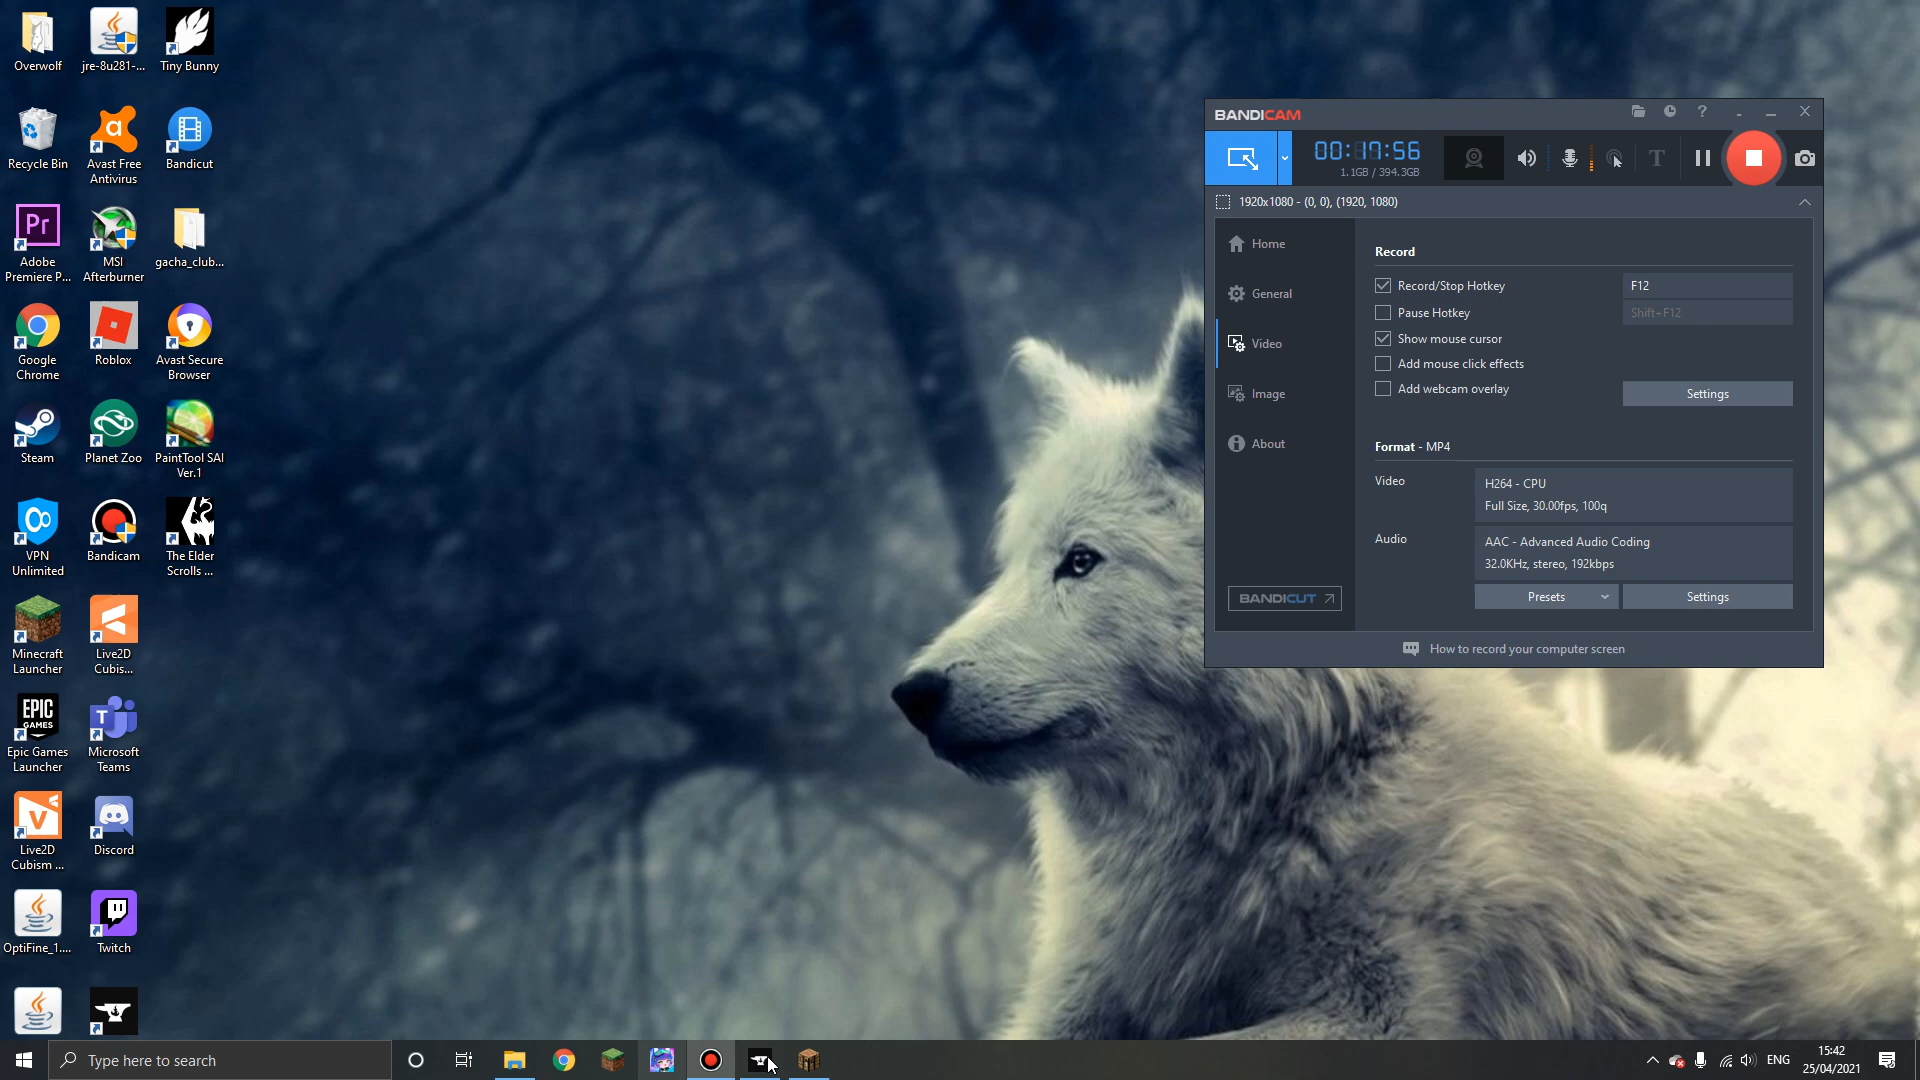 Overwolf
jre-8u281-...
Tiny Bunny
Recycle Bin
Avast Free
Antivirus
Bandicut
Adobe
Premiere P...
MSI
Afterburner
gacha_club...
Google
Chrome
Roblox
Avast Secure
Browser
Steam
Planet Zoo
PaintTool SAI
Ver.1
VPN
Unlimited
Bandicam
The Elder
Scrolls ...
Minecraft
Launcher
Live2D
Cubis...
EPIC
GAMES
Epic Games
Launcher
Microsoft
Teams
Live2D
Cubism ...
Discord
OptiFine_1....
Twitch
BANDICAM
00:17:56
1.1GB / 394.3GB
1920x1080 - (0, 0), (1920, 1080)
Home
General
Video
Image
About
BANDICUT
Record
Record/Stop Hotkey
F12
Pause Hotkey
Shift+F12
Show mouse cursor
Add mouse click effects
Add webcam overlay
Settings
Format - MP4
Video
H264 - CPU
Full Size, 30.00fps, 100q
Audio
AAC - Advanced Audio Coding
32.0KHz, stereo, 192kbps
Presets
Settings
How to record your computer screen
Type here to search
ENG
15:42
25/04/2021